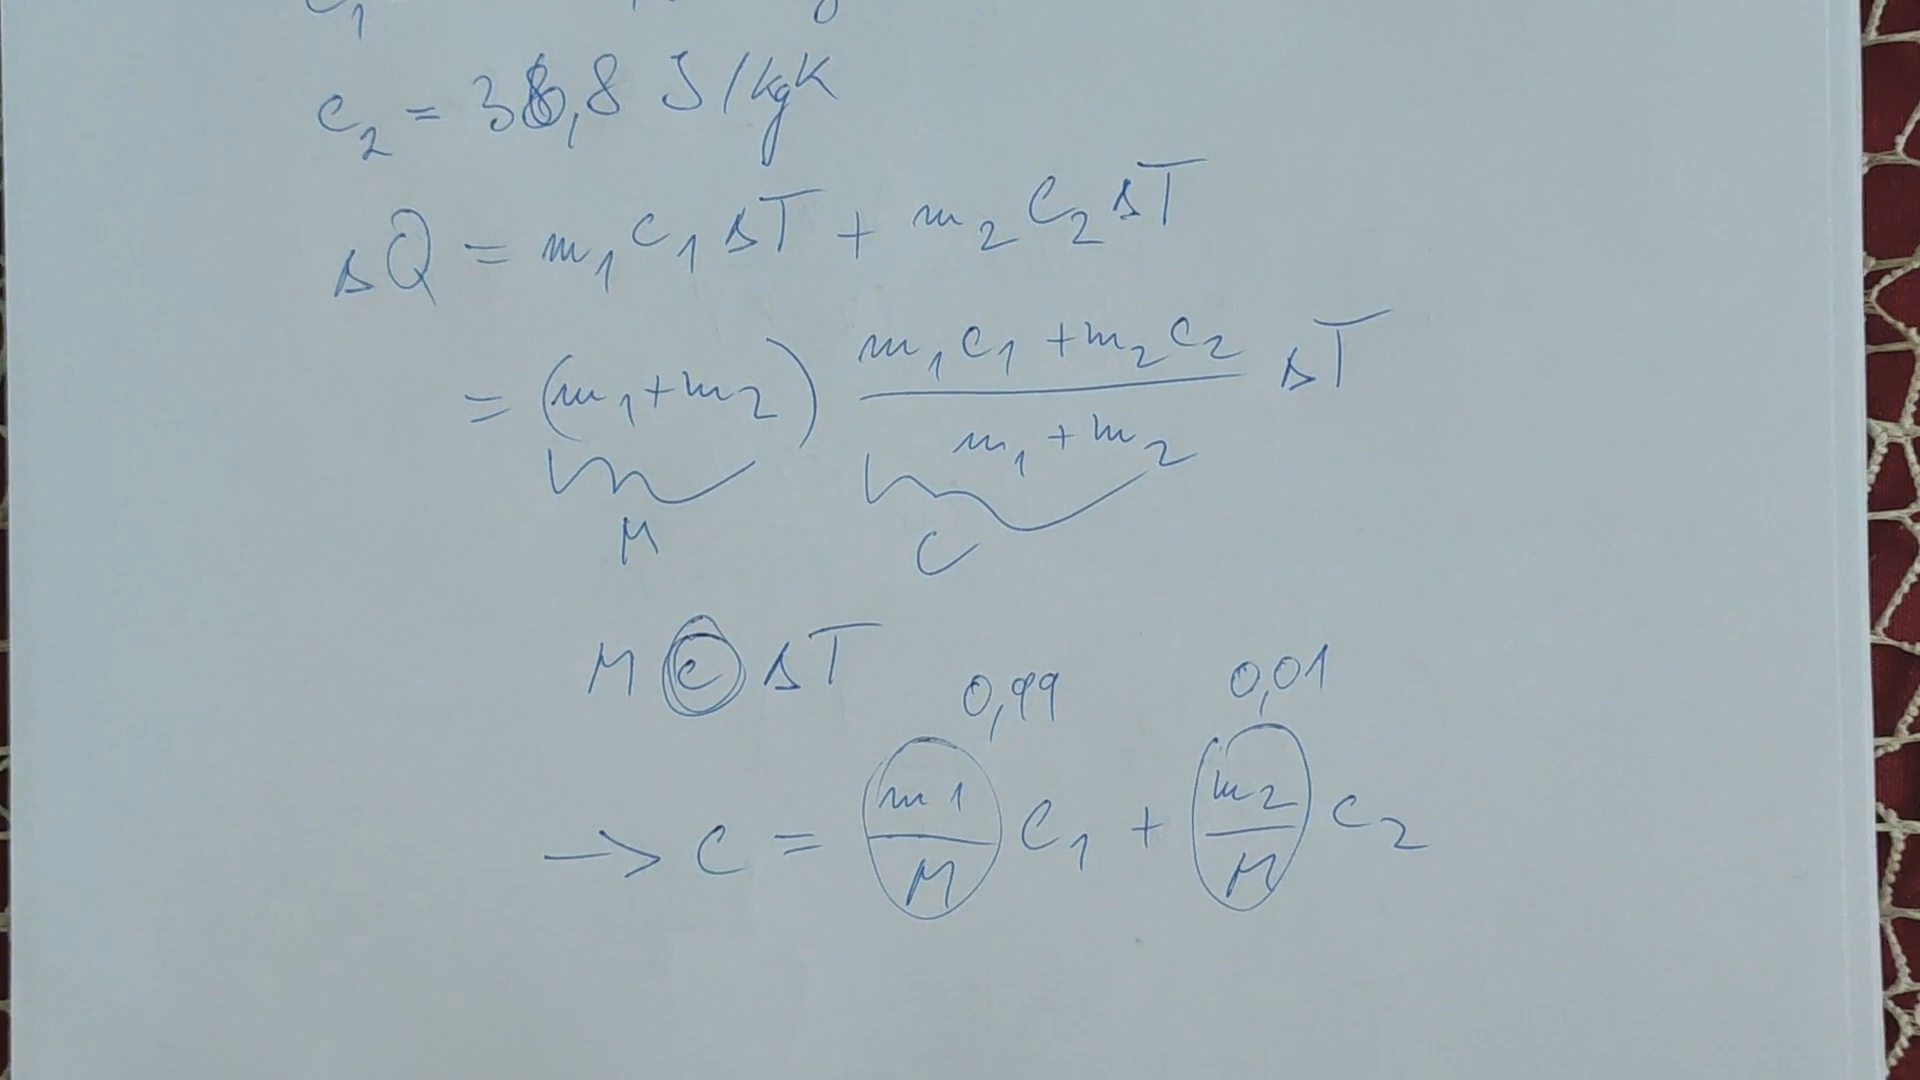 c₁
c₂ = 38,8 J/kgK
ΔQ = m₁c₁ΔT + m₂c₂ΔT
= (m₁+m₂) (m₁c₁+m₂c₂)/(m₁+m₂) ΔT
M C
M c ΔT
0,99 0,01
→ c = m1/M c₁ + m2/M c₂